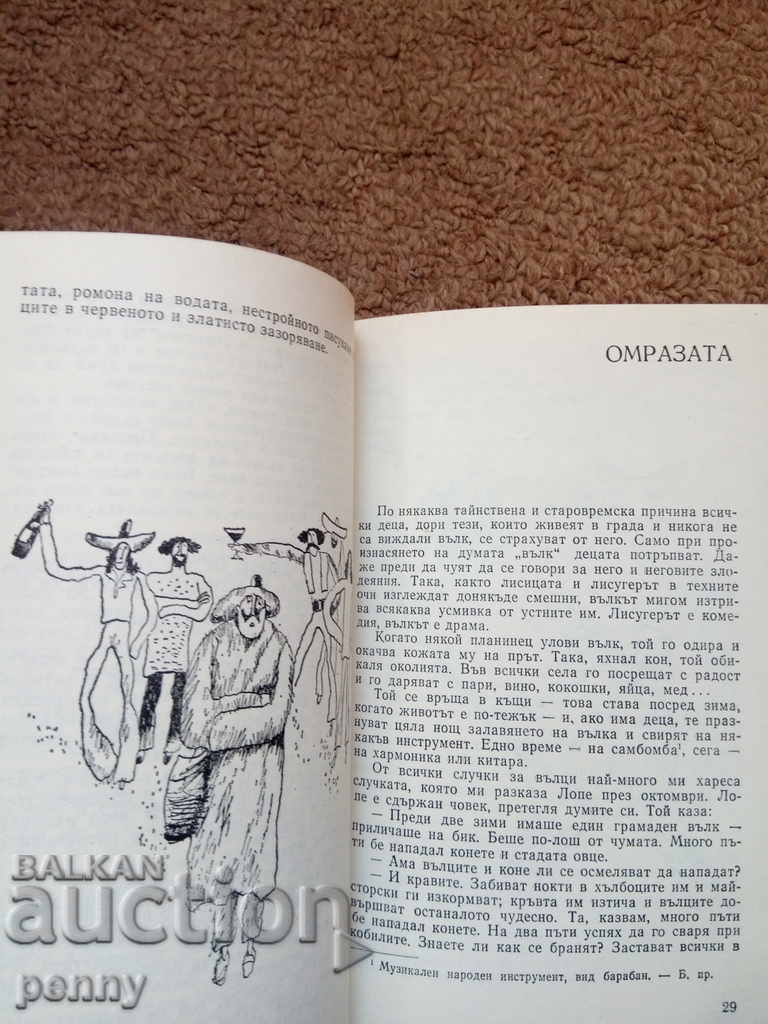 тата, ромона на водата, нестройното
ците в червеното и златисто зазоряване.
ОМРАЗАТА
По някаква тайнствена и старовремска причина всич-
ки деца, дори тези, които живеят в града и никога не
са виждали вълк, се страхуват от него. Само при про-
изнасянето на думата „вълк“ децата потръпват. Да-
же преди да чуят да се говори за него и неговите зло-
деяния. Така, както лисицата и лисугерът в техните
очи изглеждат донякъде смешни, вълкът мигом изтри-
ва всякаква усмивка от устните им. Лисугерът е коме-
дия, вълкът е драма.
Когато някой планинец улови вълк, той го одира и
окачва кожата му на прът. Така, яхнал кон, той оби-
каля околията. Във всички села го посрещат с радост
и го даряват с пари, вино, кокошки, яйца, мед...
Той се връща в къщи — това става посред зима,
когато животът е по-тежък — и, ако има деца, те праз-
нуват цяла нощ залавянето на вълка и свирят на ня-
какъв инструмент. Едно време — на самбомба¹, сега —
на хармоника или китара.
От всички случки за вълци най-много ми хареса
случката, която ми разказа Лопе през октомври. Ло-
пе е сдържан човек, претегля думите си. Той каза:
— Преди две зими имаше един грамаден вълк —
приличаше на бик. Беше по-лош от чумата. Много пъ-
ти бе нападал конете и стадата овце.
— Ама вълците и коне ли се осмеляват да нападат?
— И кравите. Забиват нокти в хълбоците им и май-
сторски ги изкормват; кръвта им изтича и вълците до-
вършват останалото чудесно. Та, казвам, много пъти
бе нападал конете. На два пъти успях да го сваря при
кобилите. Знаете ли как се бранят? Застават всички в
¹ Музикален народен инструмент, вид барабан. — Б. пр.
29
BALKAN
auction
penny